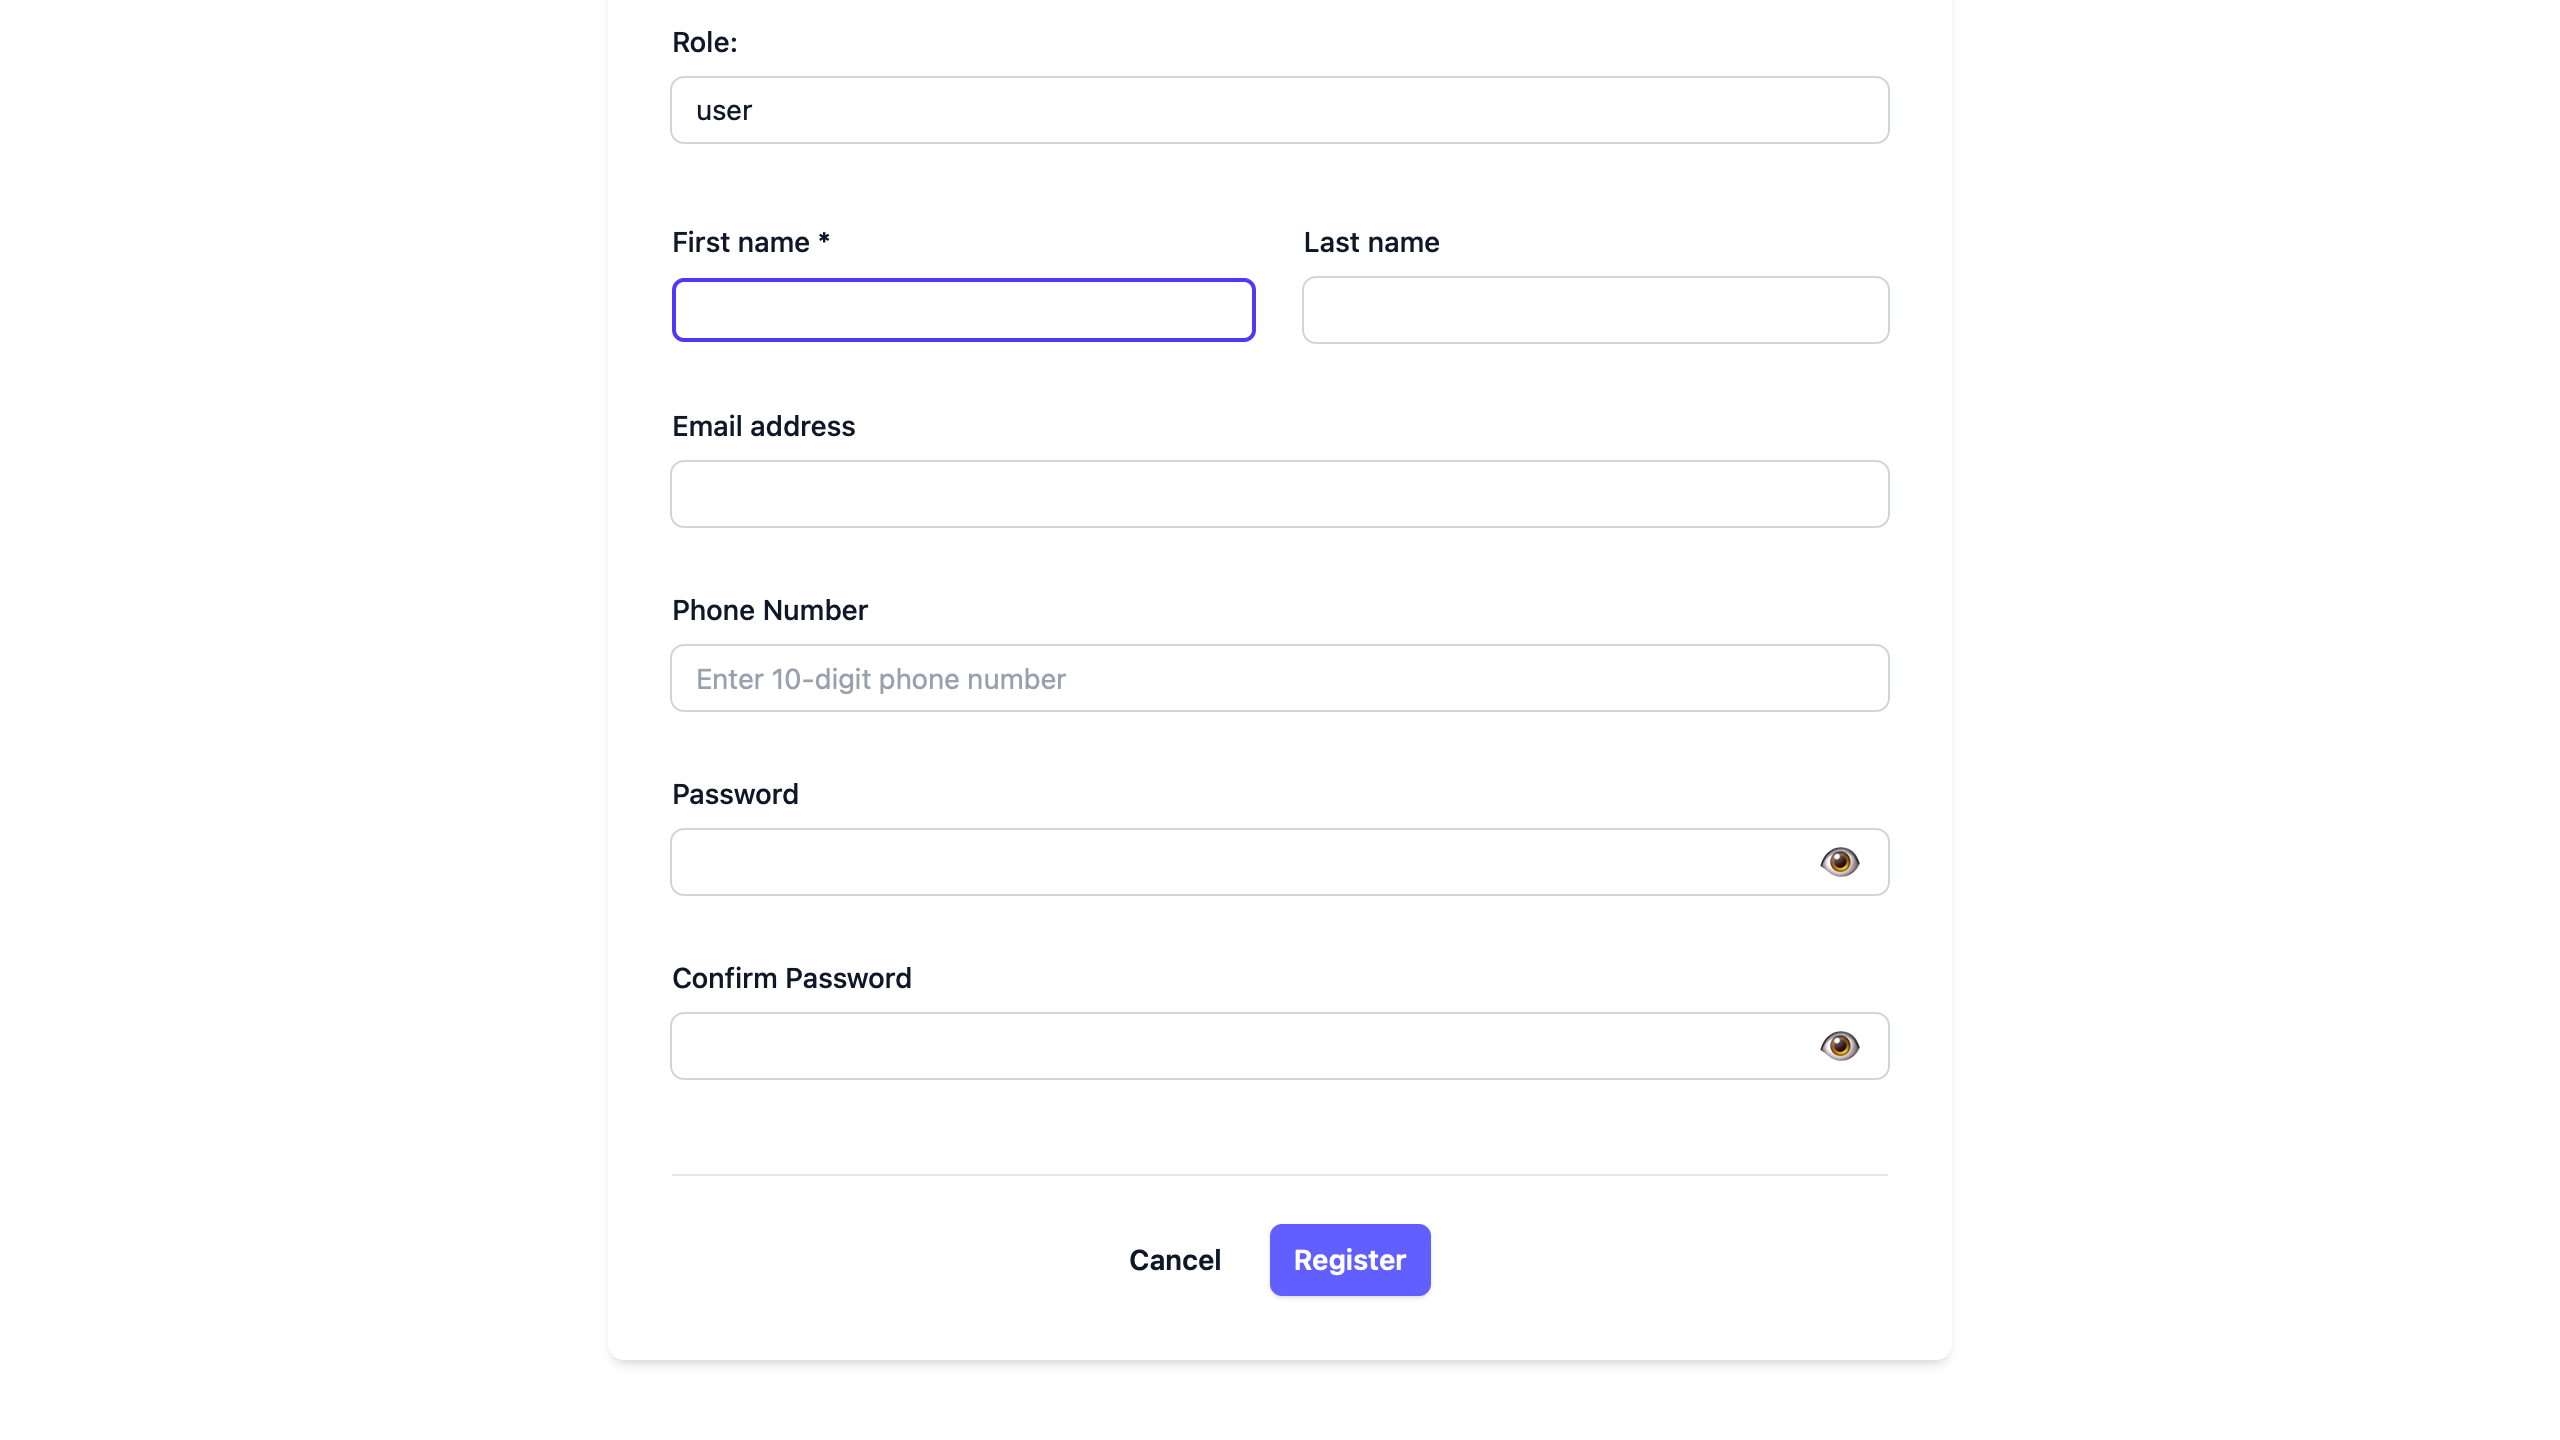 Role:
user
First name *
Last name
Email address
Phone Number
Enter 10-digit phone number
Password
Confirm Password
Cancel
Register